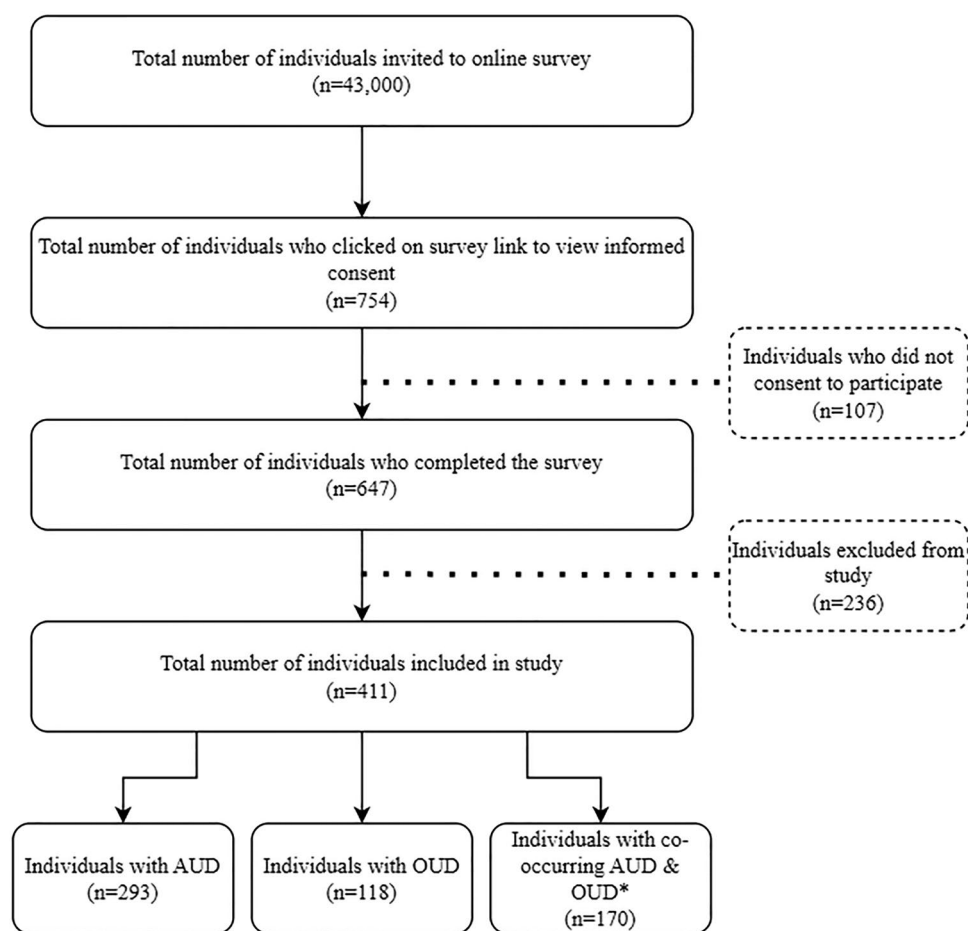 Total number of individuals invited to online survey
(n=43,000)
Total number of individuals who clicked on survey link to view informed
consent
(n=754)
Individuals who did not
consent to participate
(n=107)
Total number of individuals who completed the survey
(n=647)
Individuals excluded from
study
(n=236)
Total number of individuals included in study
(n=411)
Individuals with AUD
(n=293)
Individuals with OUD
(n=118)
Individuals with co-
occurring AUD &
OUD*
(n=170)